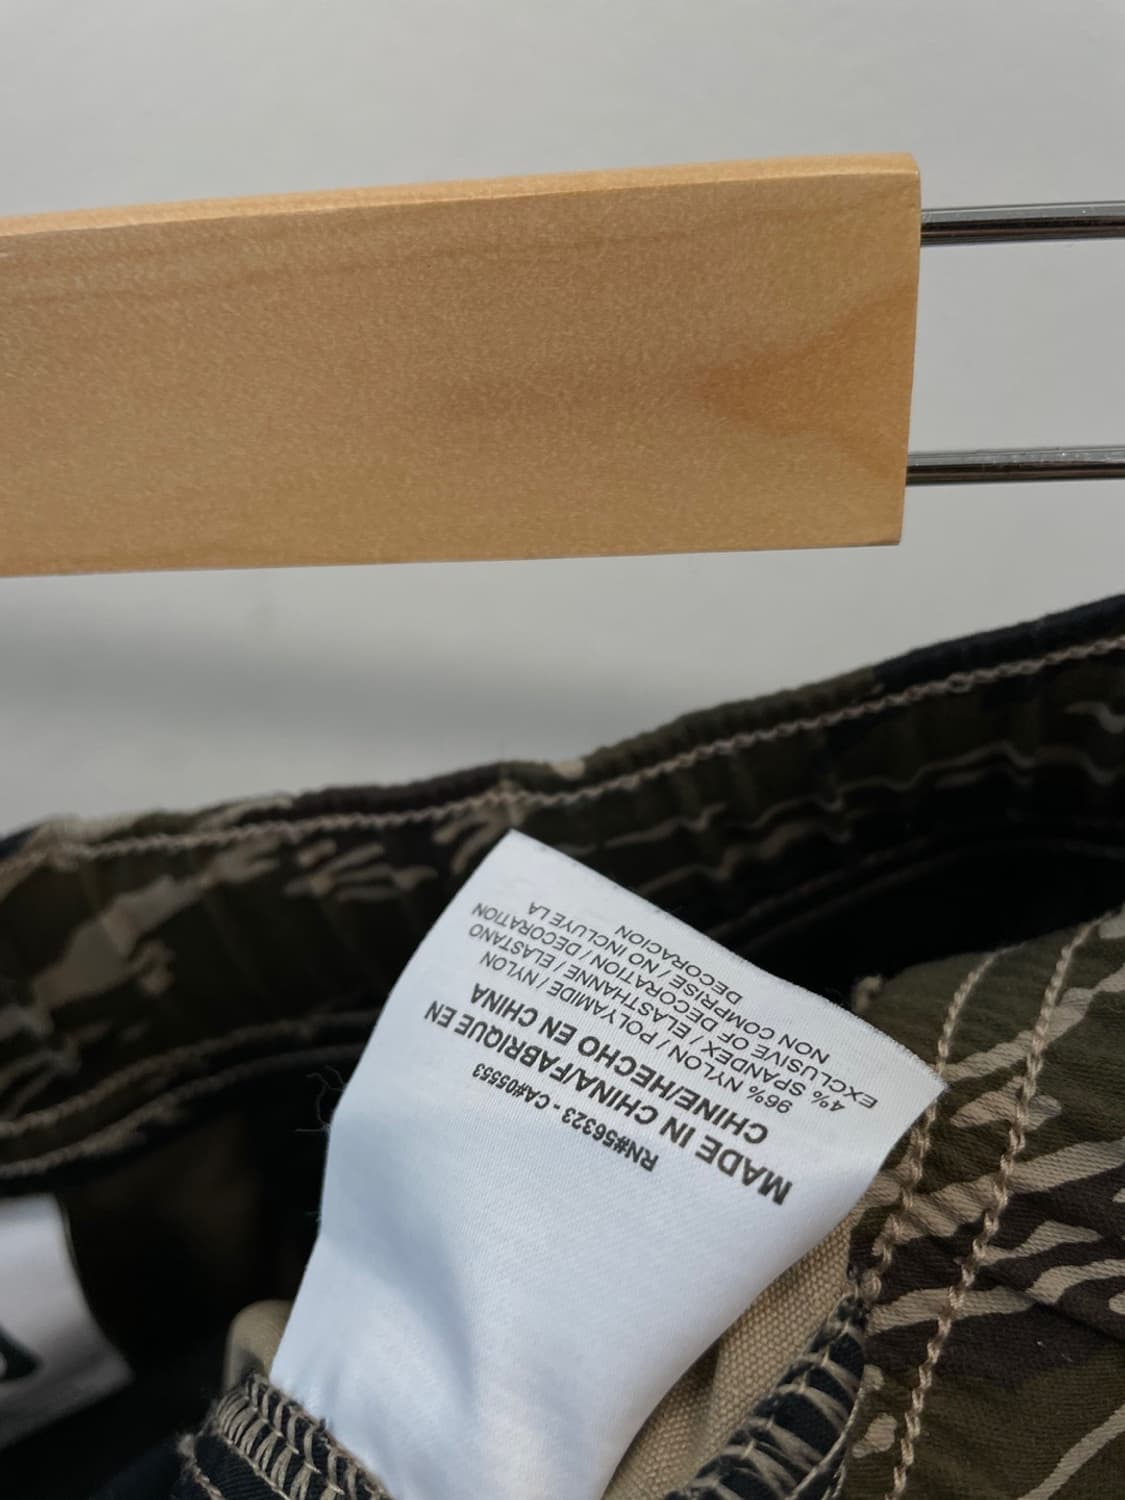 RN#56323 - CA#05553
MADE IN CHINA/FABRIQUE EN
CHINE/HECHO EN CHINA
96% NYLON / POLYAMIDE / NYLON
4% SPANDEX / ELASTHANNE / ELASTANO
EXCLUSIVE OF DECORATION / DECORATION
NON COMPRISE / NO INCLUYE LA
DECORACION